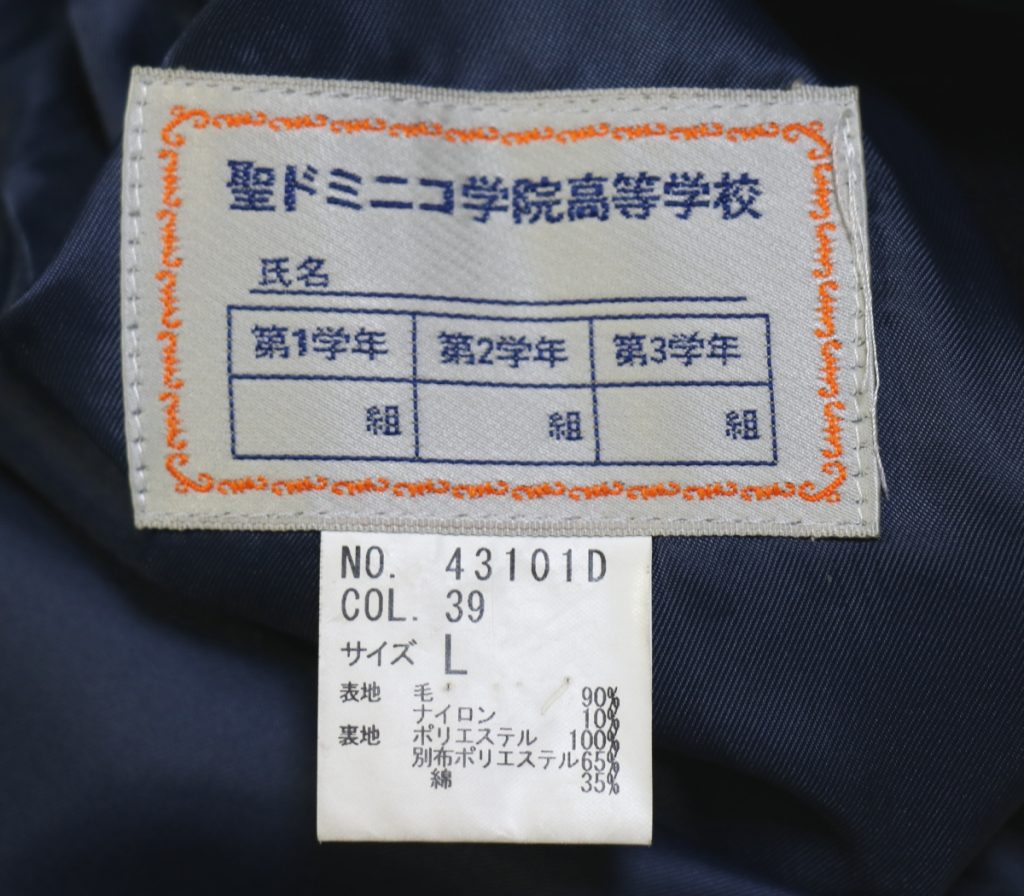 聖ドミニコ学院高等学校
氏名
第1学年 第2学年 第3学年
組 組 組
NO. 43101D
COL. 39
サイズ L
表地 毛 90%
ナイロン 10%
裏地 ポリエステル 100%
別布ポリエステル65%
綿 35%